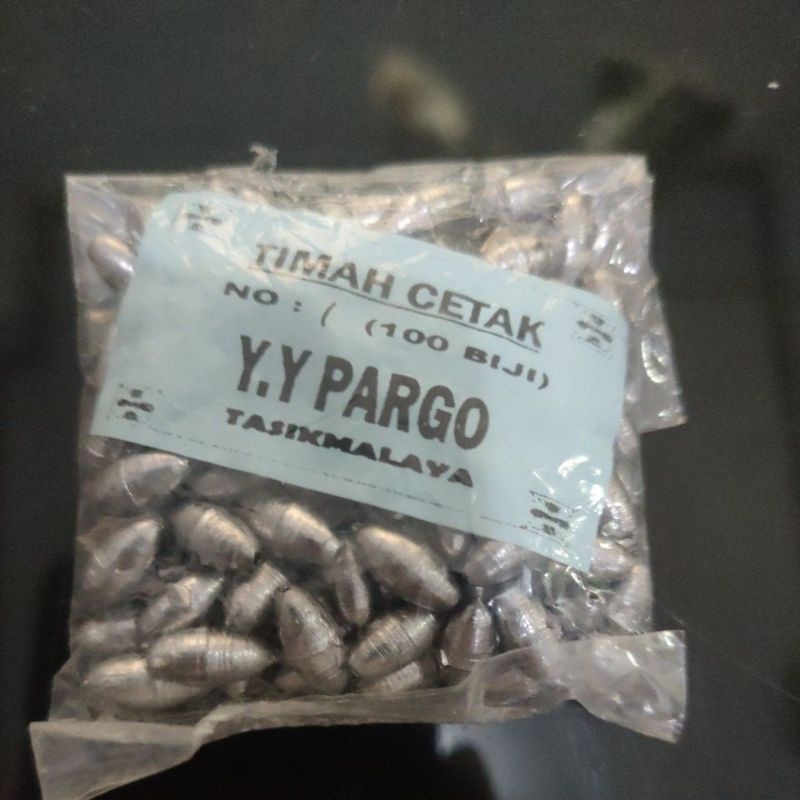 TIMAH CETAK
NO : ( (100 BIJI)
Y.Y PARGO
TASIKMALAYA